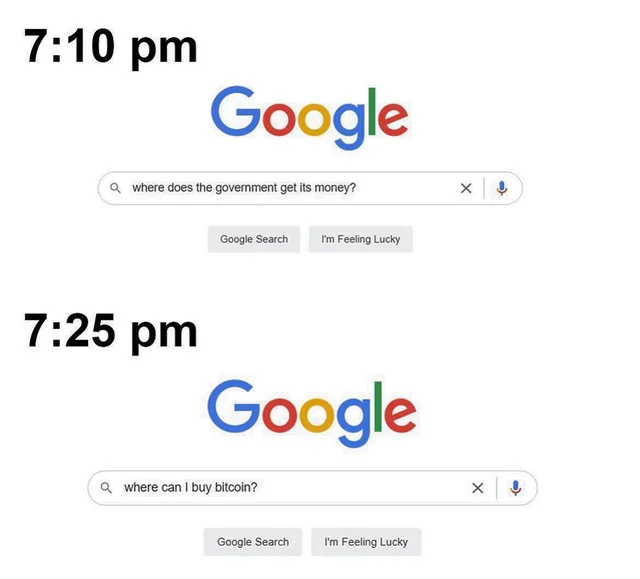 7:10 pm
Google
where does the government get its money?
Google Search I'm Feeling Lucky
7:25 pm
Google
where can I buy bitcoin?
Google Search I'm Feeling Lucky